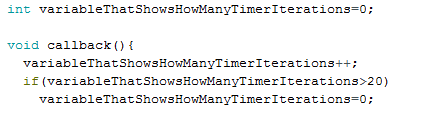 int variableThatShowsHowManyTimerIterations=0;
void callback(){
variableThatShowsHowManyTimerIterations++;
if(variableThatShowsHowManyTimerIterations>20)
variableThatShowsHowManyTimerIterations=0;